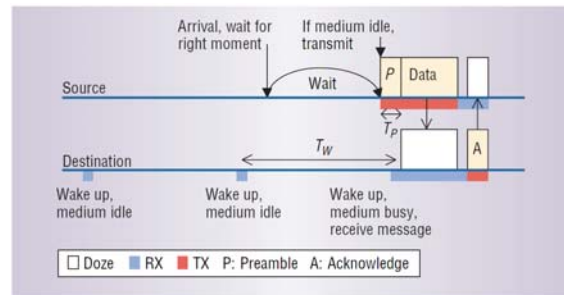 Arrival, wait for
right moment
If medium idle,
transmit
P
Data
Wait
Source
T_P
T_W
A
Destination
Wake up,
medium idle
Wake up,
medium idle
Wake up,
medium busy,
receive message
Doze RX TX P: Preamble A: Acknowledge